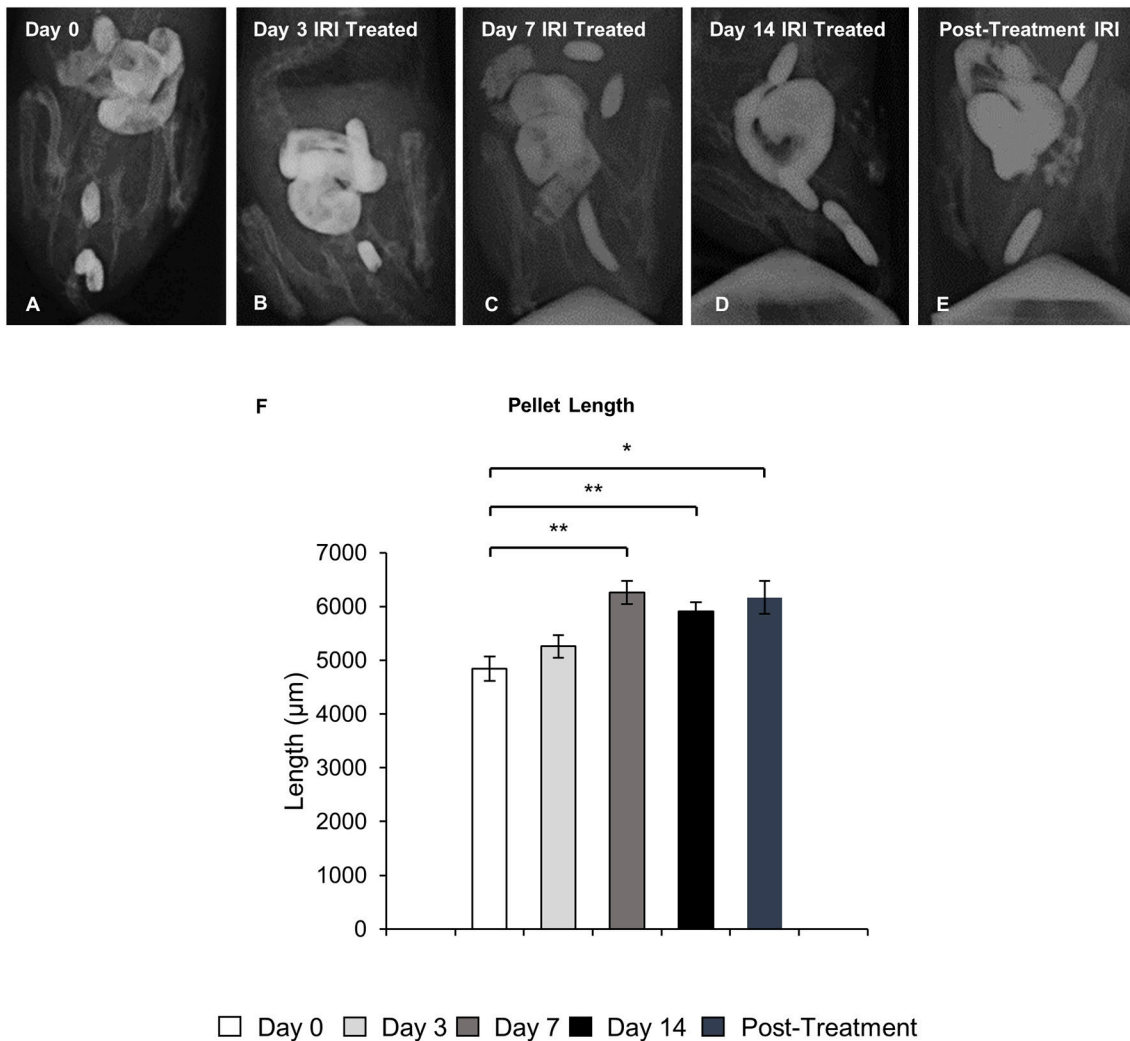 Day 0
Day 3 IRI Treated
Day 7 IRI Treated
Day 14 IRI Treated
Post-Treatment IRI
A
B
C
D
E
F
Pellet Length
*
**
**
7000
6000
5000
4000
3000
2000
1000
0
Length (µm)
Day 0
Day 3
Day 7
Day 14
Post-Treatment